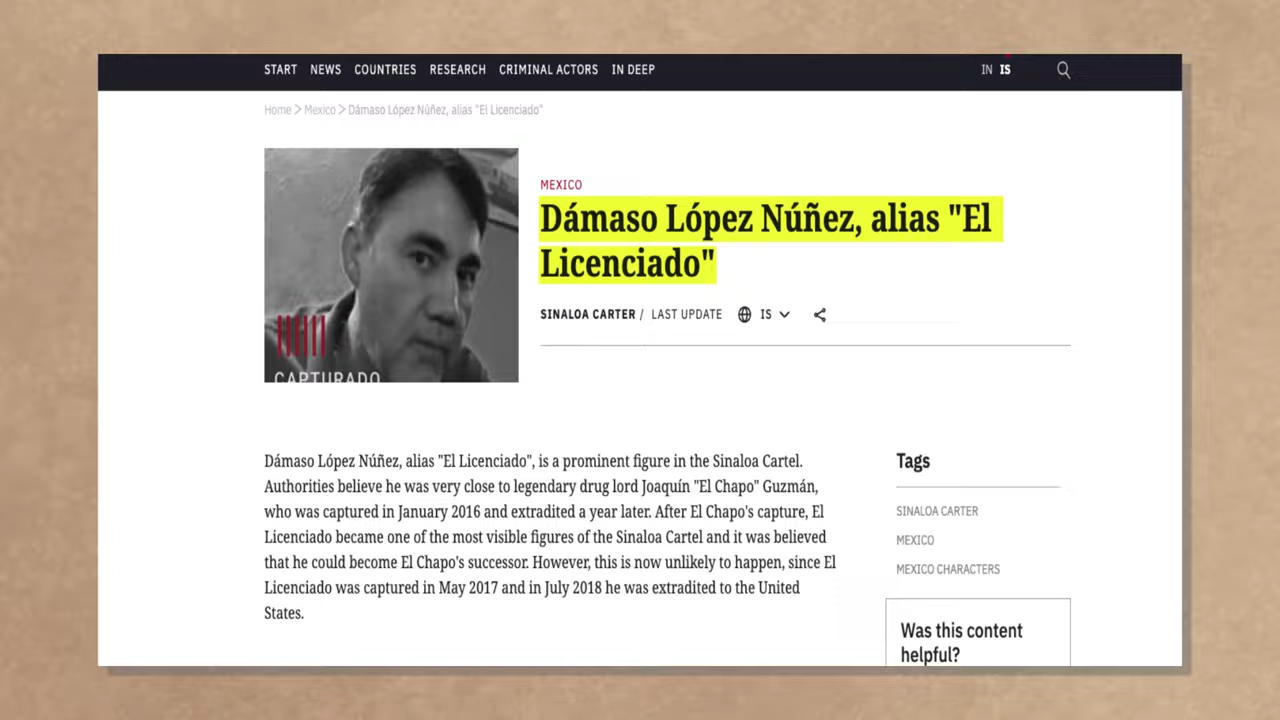 START NEWS COUNTRIES RESEARCH CRIMINAL ACTORS IN DEEP IN IS
Home > Mexico > Dámaso López Núñez, alias "El Licenciado"
MEXICO
Dámaso López Núñez, alias "El
Licenciado"
SINALOA CARTER / LAST UPDATE IS
CAPTURADO
Dámaso López Núñez, alias "El Licenciado", is a prominent figure in the Sinaloa Cartel.
Authorities believe he was very close to legendary drug lord Joaquín "El Chapo" Guzmán,
who was captured in January 2016 and extradited a year later. After El Chapo's capture, El
Licenciado became one of the most visible figures of the Sinaloa Cartel and it was believed
that he could become El Chapo's successor. However, this is now unlikely to happen, since El
Licenciado was captured in May 2017 and in July 2018 he was extradited to the United
States.
Tags
SINALOA CARTER
MEXICO
MEXICO CHARACTERS
Was this content
helpful?